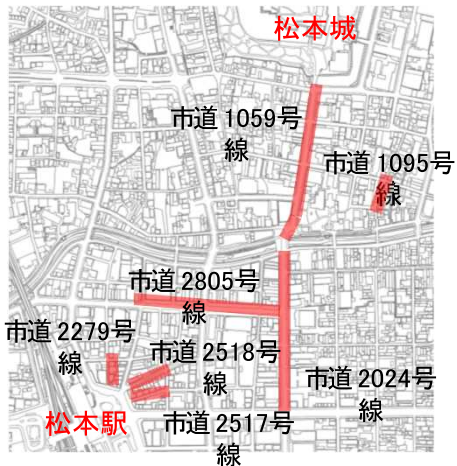 松本城
市道 1059号
線
市道 1095号
線
市道 2805号
線
市道 2279号
線
市道 2518号
線
市道 2024号
線
松本駅
市道 2517号
線